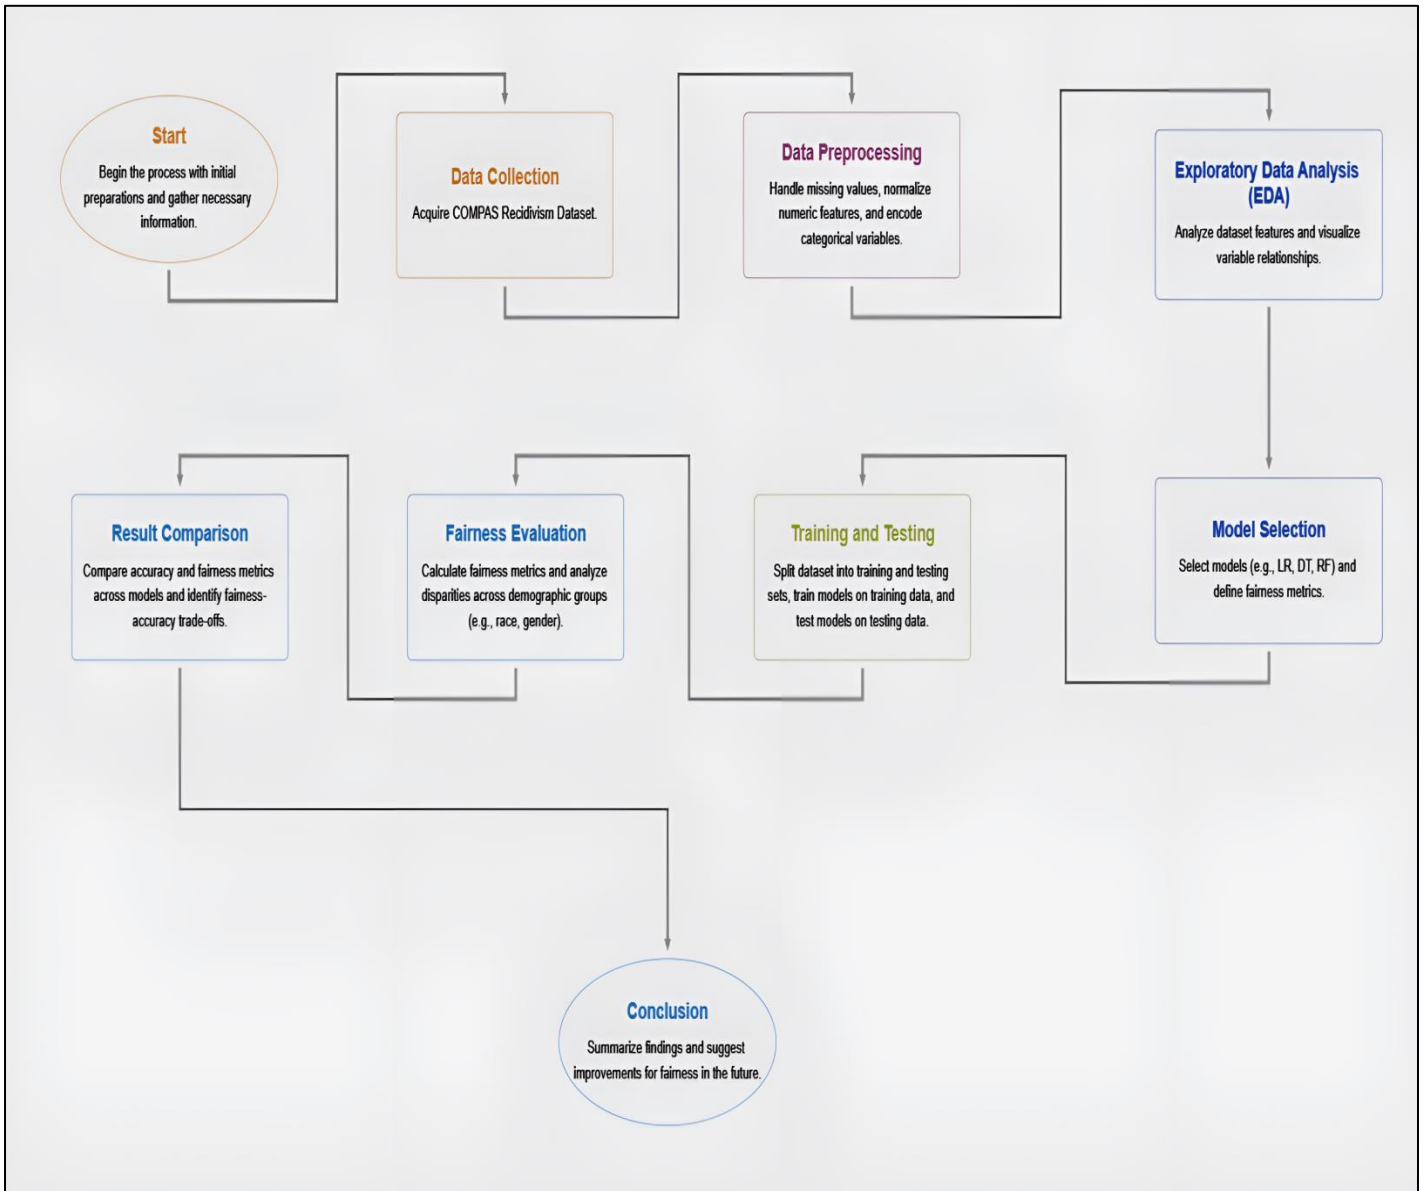 Start
Begin the process with initial
preparations and gather necessary
information.
Data Collection
Acquire COMPAS Recidivism Dataset.
Data Preprocessing
Handle missing values, normalize
numeric features, and encode
categorical variables.
Exploratory Data Analysis
(EDA)
Analyze dataset features and visualize
variable relationships.
Model Selection
Select models (e.g., LR, DT, RF) and
define fairness metrics.
Training and Testing
Split dataset into training and testing
sets, train models on training data, and
test models on testing data.
Fairness Evaluation
Calculate fairness metrics and analyze
disparities across demographic groups
(e.g., race, gender).
Result Comparison
Compare accuracy and fairness metrics
across models and identify fairness-
accuracy trade-offs.
Conclusion
Summarize findings and suggest
improvements for fairness in the future.